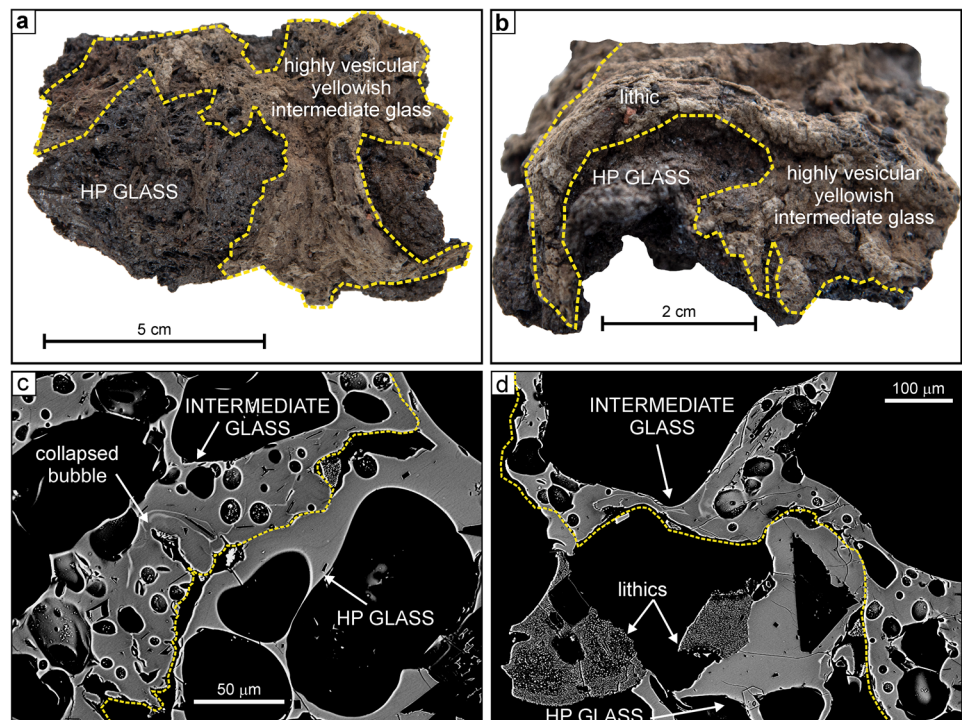 a
highly vesicular
yellowish
intermediate glass
HP GLASS
5 cm
b
lithic
HP GLASS
highly vesicular
yellowish
intermediate glass
2 cm
c
INTERMEDIATE
GLASS
collapsed
bubble
HP GLASS
50 μm
d
100 μm
INTERMEDIATE
GLASS
lithics
HP GLASS